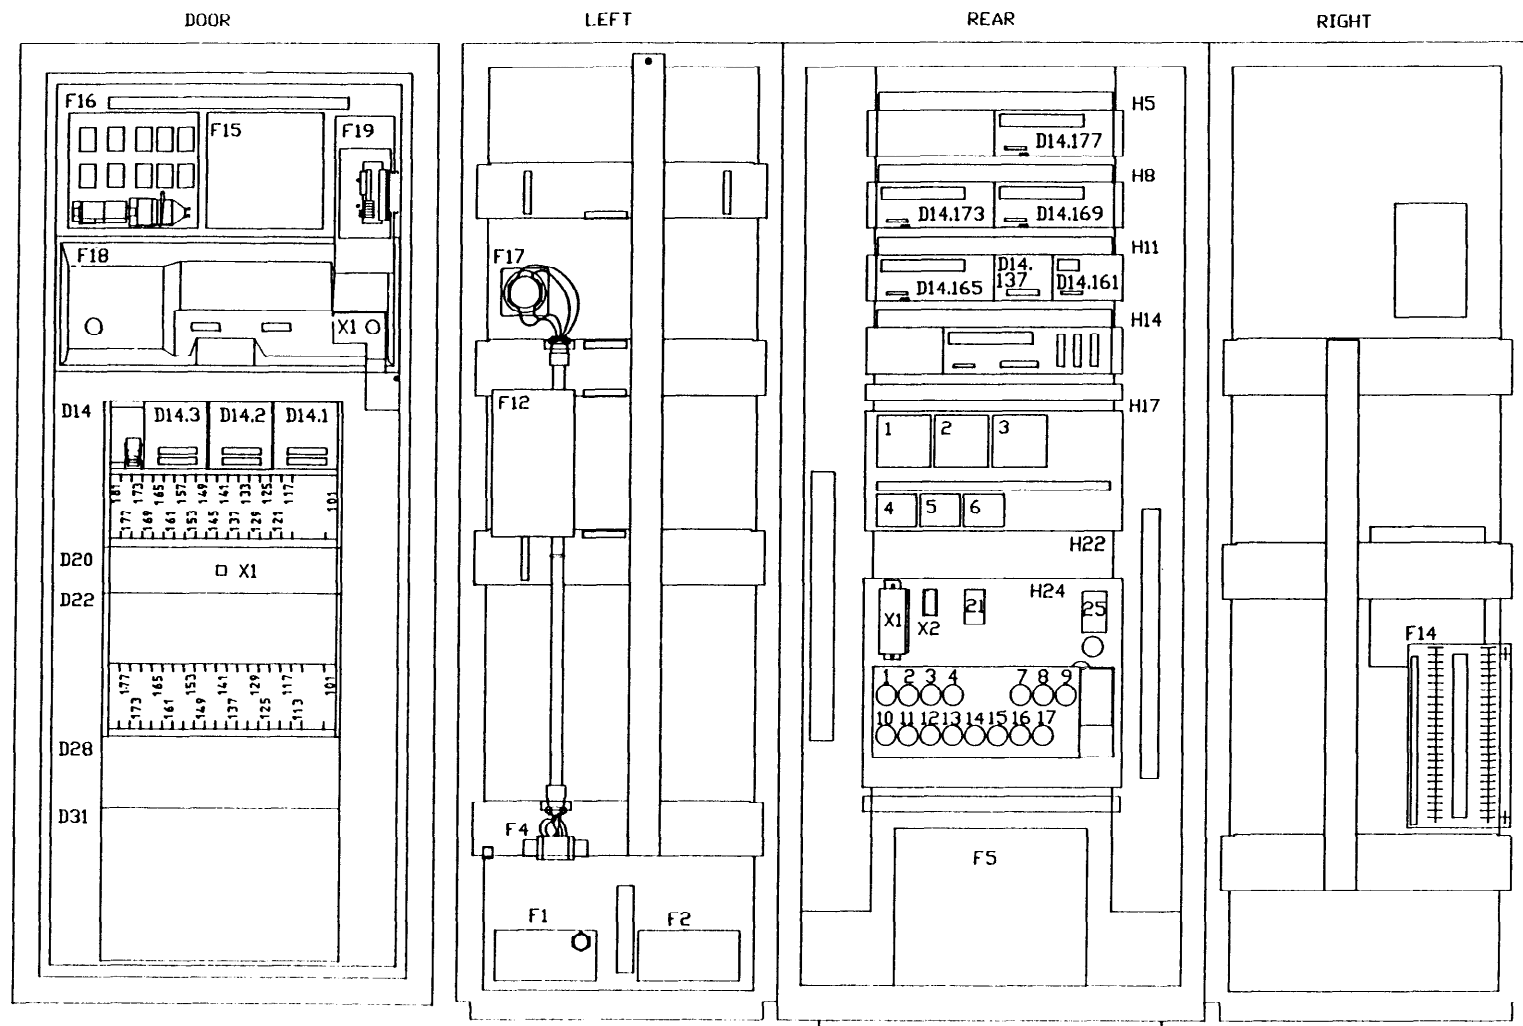 DOOR LEFT REAR RIGHT
F16
F15
F19
F18
X1
D14
D14.3 D14.2 D14.1
181 173 165 157 149 141 133 125 117 101
177 169 161 153 145 137 129 121
D20
X1
D22
177 165 153 141 129 117 101
173 161 149 137 125 113
D28
D31
F17
F12
F4
F1
F2
H5
D14.177
H8
D14.173 D14.169
H11
D14.165
D14.
137
D14.161
H14
H17
1 2 3
4 5 6
H22
H24
X1
X2
21
25
1 2 3 4 7 8 9
10 11 12 13 14 15 16 17
F5
F14